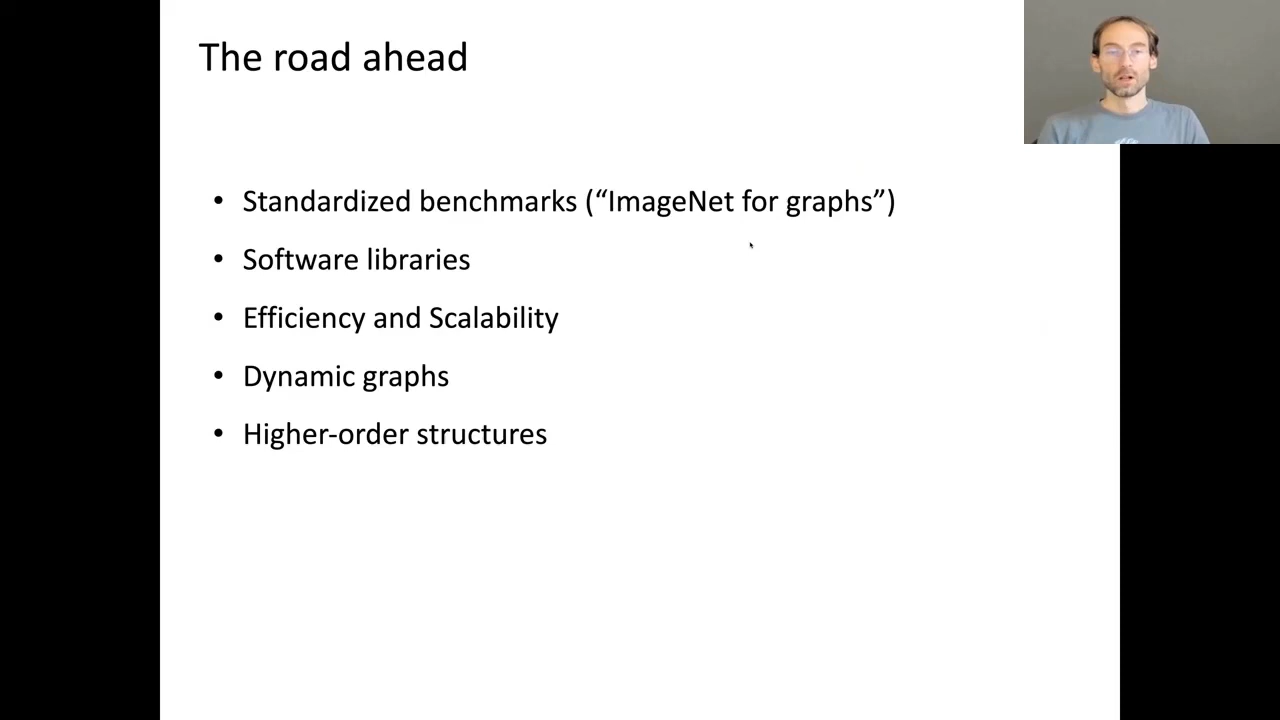 The road ahead
• Standardized benchmarks (“ImageNet for graphs”)
• Software libraries
• Efficiency and Scalability
• Dynamic graphs
• Higher-order structures